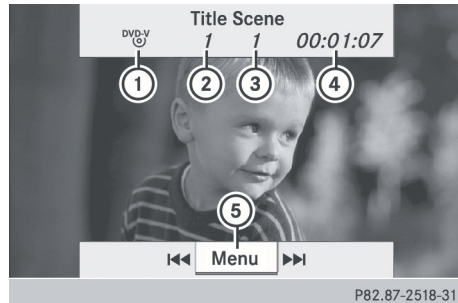 Title Scene
DVD-V 1 1 00:01:07
1 2 3 4
5
Menu
P82.87-2518-31